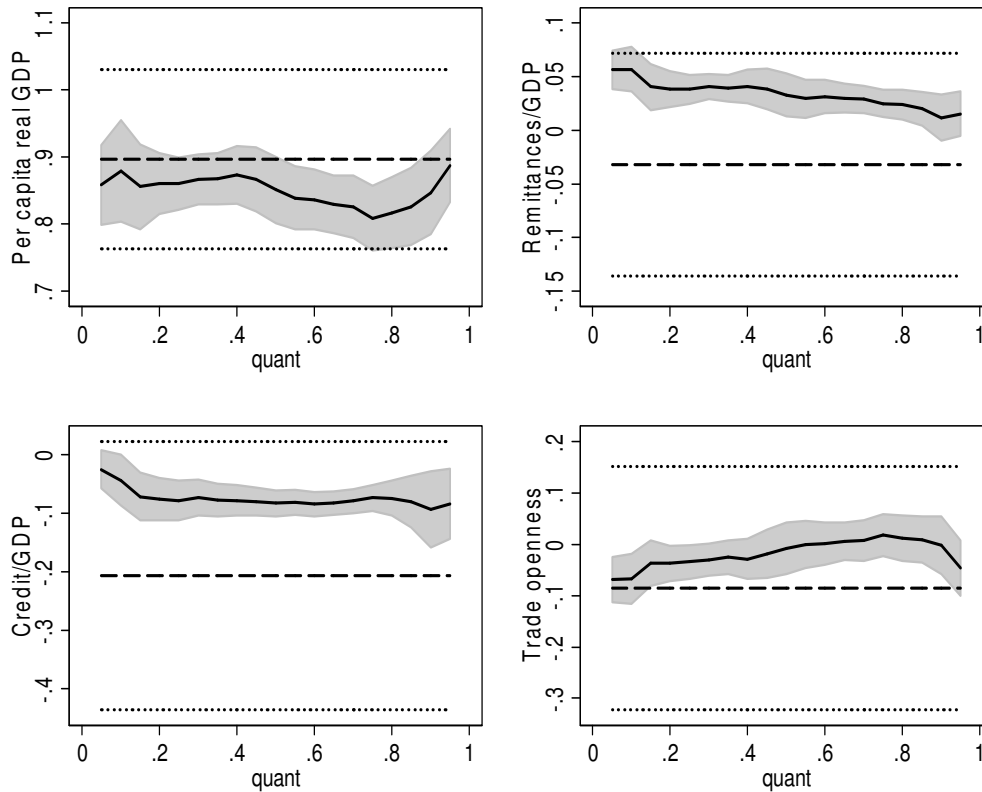 Per capita real GDP
1.1
1
.9
.8
.7
0 .2 .4 .6 .8 1
quant
Remittances/GDP
.1
.05
0
-.05
-.1
-.15
0 .2 .4 .6 .8 1
quant
Credit/GDP
0
-.1
-.2
-.3
-.4
0 .2 .4 .6 .8 1
quant
Trade openness
.2
.1
0
-.1
-.2
-.3
0 .2 .4 .6 .8 1
quant